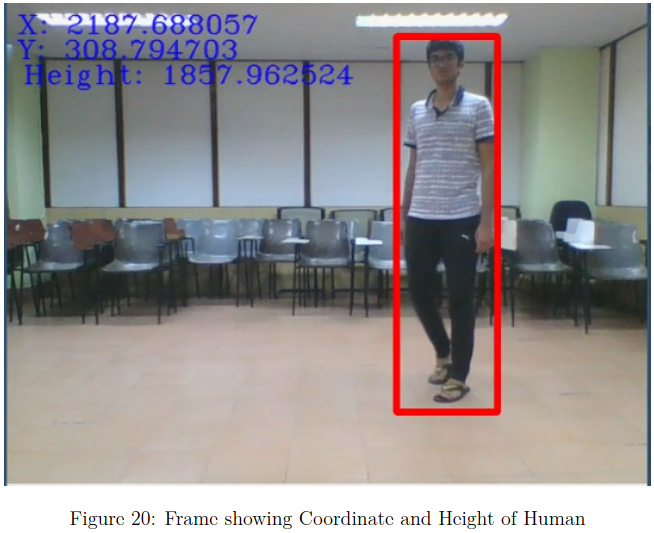 X: 2187.688057
Y: 308.794703
Height: 1857.962524
Figure 20: Frame showing Coordinate and Height of Human